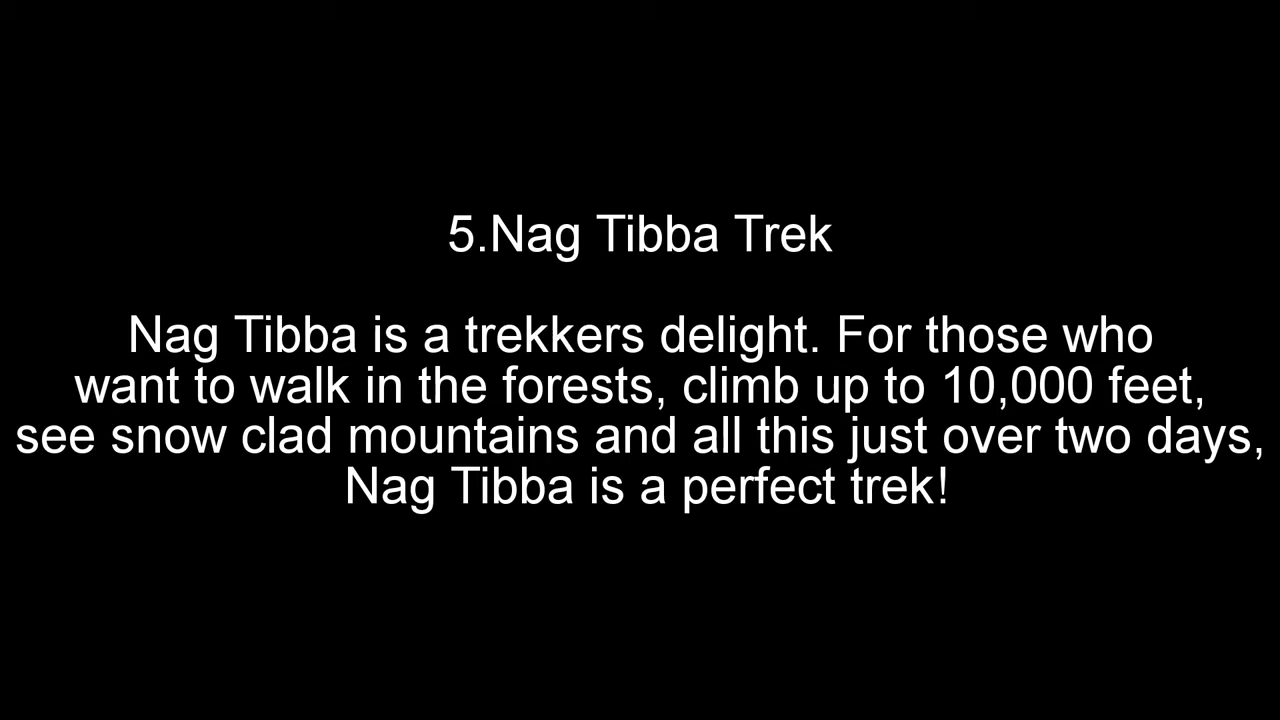 5.Nag Tibba Trek
Nag Tibba is a trekkers delight. For those who
want to walk in the forests, climb up to 10,000 feet,
see snow clad mountains and all this just over two days,
Nag Tibba is a perfect trek!